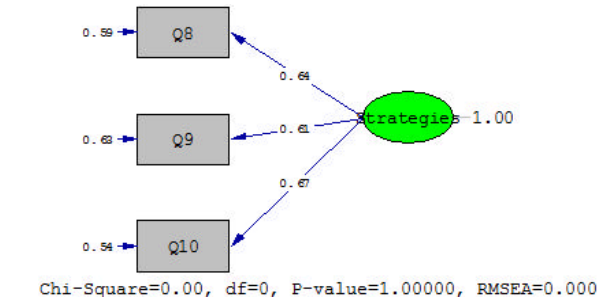 0.59
Q8
0.64
Strategies 1.00
0.61
0.63
Q9
0.67
0.54
Q10
Chi-Square=0.00, df=0, P-value=1.00000, RMSEA=0.000